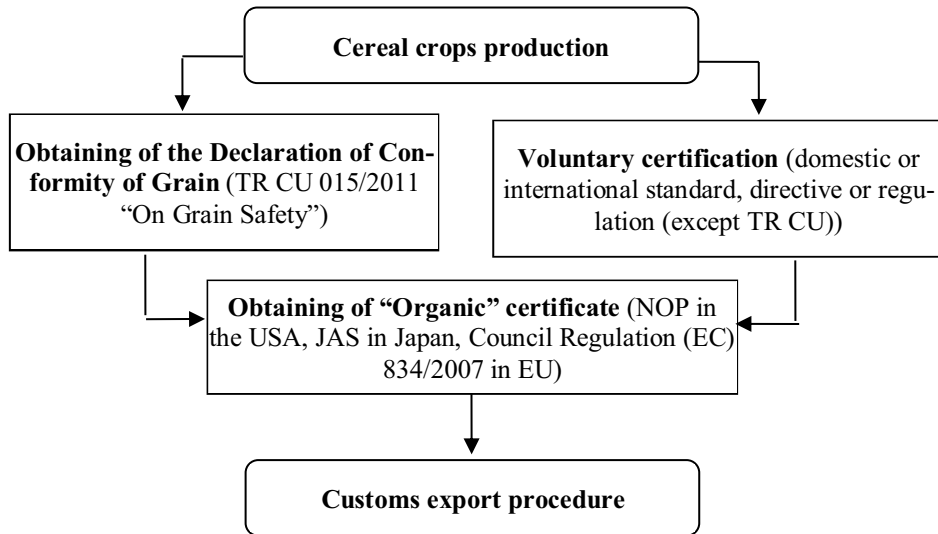 Cereal crops production
Obtaining of the Declaration of Con-
formity of Grain (TR CU 015/2011
“On Grain Safety”)
Voluntary certification (domestic or
international standard, directive or regu-
lation (except TR CU))
Obtaining of “Organic” certificate (NOP in
the USA, JAS in Japan, Council Regulation (EC)
834/2007 in EU)
Customs export procedure